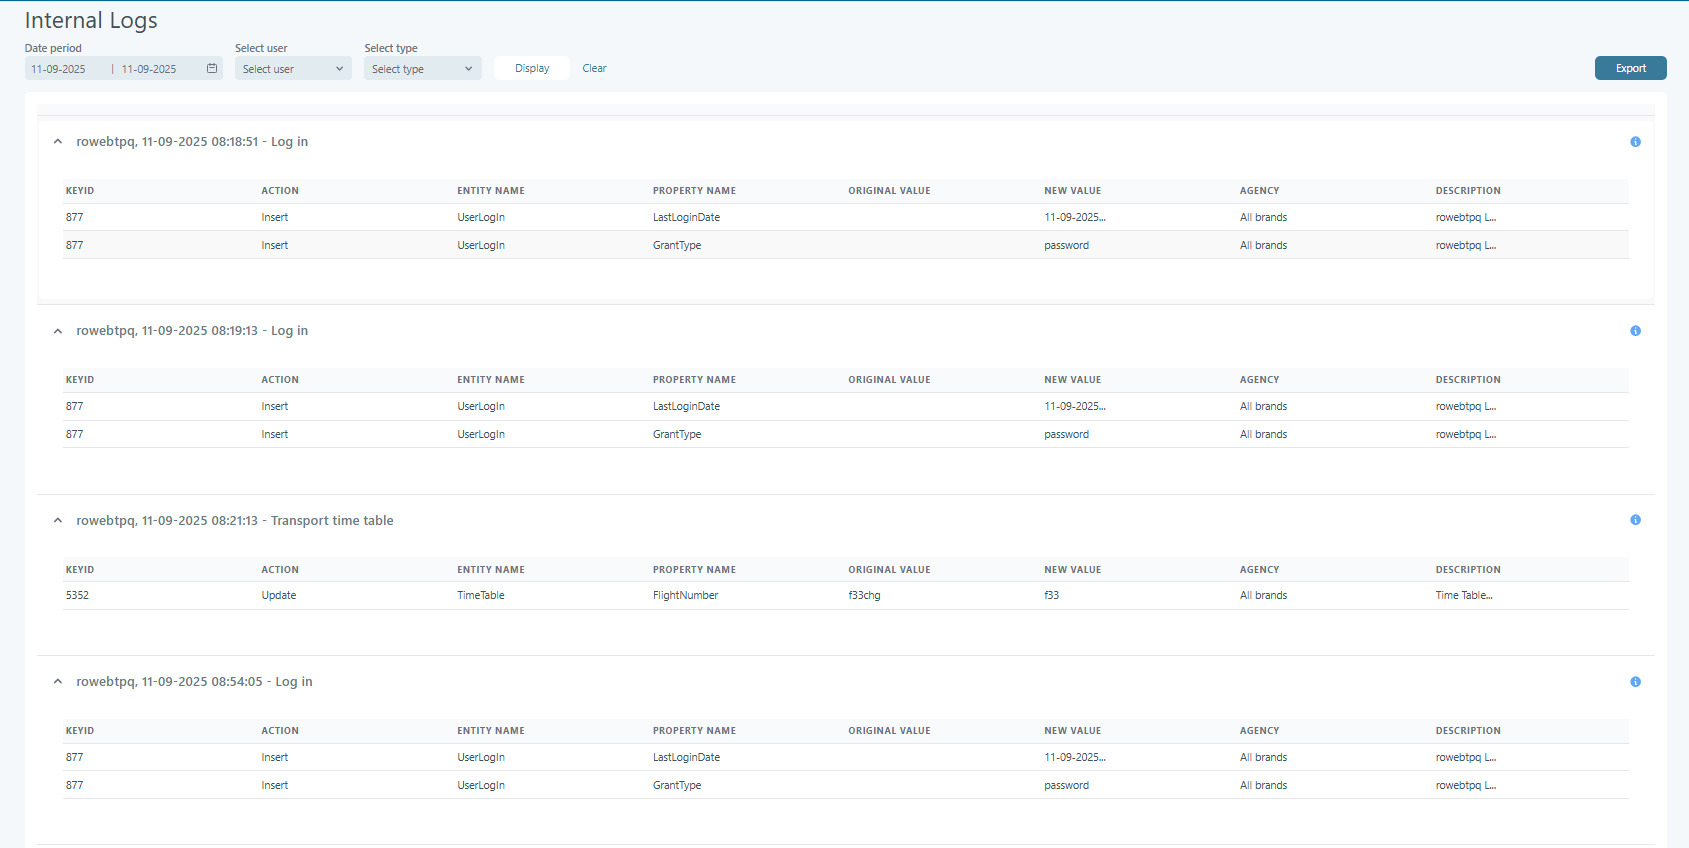 Internal Logs
Date period Select user Select type
11-09-2025 | 11-09-2025 Select user Select type Display Clear Export
rowebtpq, 11-09-2025 08:18:51 - Log in
KEYID ACTION ENTITY NAME PROPERTY NAME ORIGINAL VALUE NEW VALUE AGENCY DESCRIPTION
877 Insert UserLogIn LastLoginDate 11-09-2025... All brands rowebtpq L...
877 Insert UserLogIn GrantType password All brands rowebtpq L...
rowebtpq, 11-09-2025 08:19:13 - Log in
KEYID ACTION ENTITY NAME PROPERTY NAME ORIGINAL VALUE NEW VALUE AGENCY DESCRIPTION
877 Insert UserLogIn LastLoginDate 11-09-2025... All brands rowebtpq L...
877 Insert UserLogIn GrantType password All brands rowebtpq L...
rowebtpq, 11-09-2025 08:21:13 - Transport time table
KEYID ACTION ENTITY NAME PROPERTY NAME ORIGINAL VALUE NEW VALUE AGENCY DESCRIPTION
5352 Update TimeTable FlightNumber f33chg f33 All brands Time Table...
rowebtpq, 11-09-2025 08:54:05 - Log in
KEYID ACTION ENTITY NAME PROPERTY NAME ORIGINAL VALUE NEW VALUE AGENCY DESCRIPTION
877 Insert UserLogIn LastLoginDate 11-09-2025... All brands rowebtpq L...
877 Insert UserLogIn GrantType password All brands rowebtpq L...